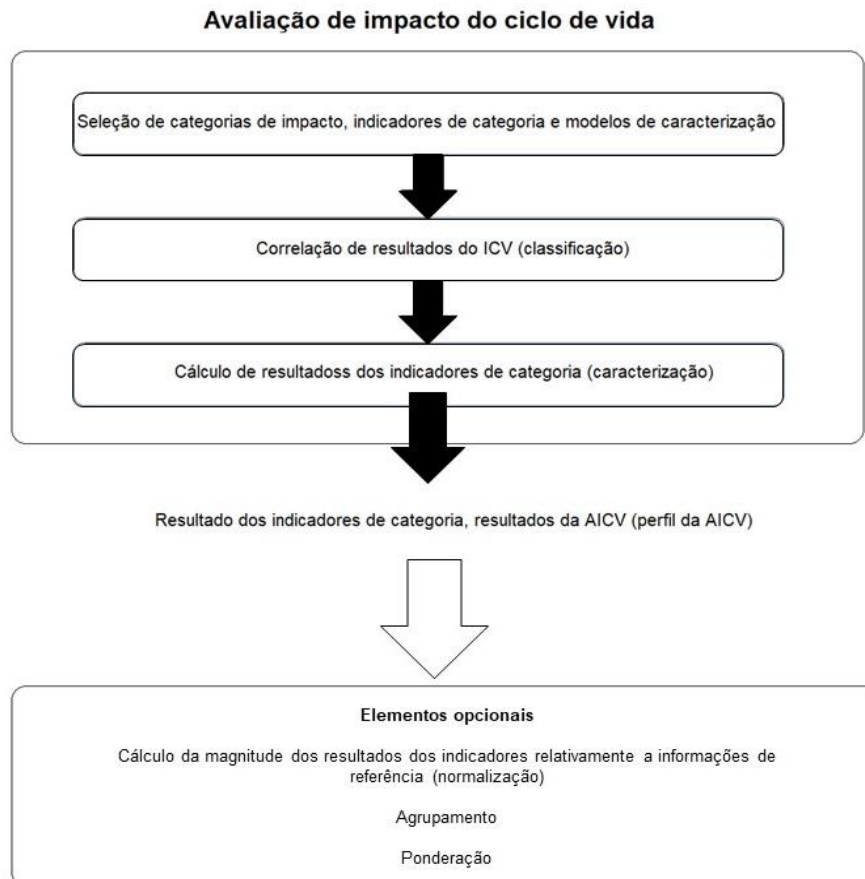 Avaliação de impacto do ciclo de vida
Seleção de categorias de impacto, indicadores de categoria e modelos de caracterização
Correlação de resultados do ICV (classificação)
Cálculo de resultadoss dos indicadores de categoria (caracterização)
Resultado dos indicadores de categoria, resultados da AICV (perfil da AICV)
Elementos opcionais
Cálculo da magnitude dos resultados dos indicadores relativamente a informações de
referência (normalização)
Agrupamento
Ponderação